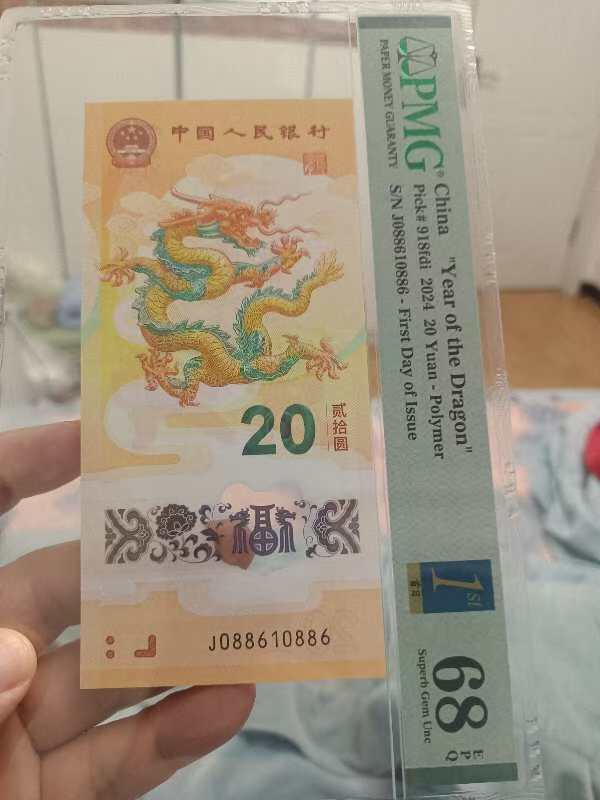 中国人民银行
20
贰拾圆
福
J088610886
PMG®
PAPER MONEY GUARANTY
China "Year of the Dragon"
Pick# 918fdi 2024 20 Yuan - Polymer
S/N J088610886 - First Day of Issue
1St
68 EPQ
Superb Gem Unc